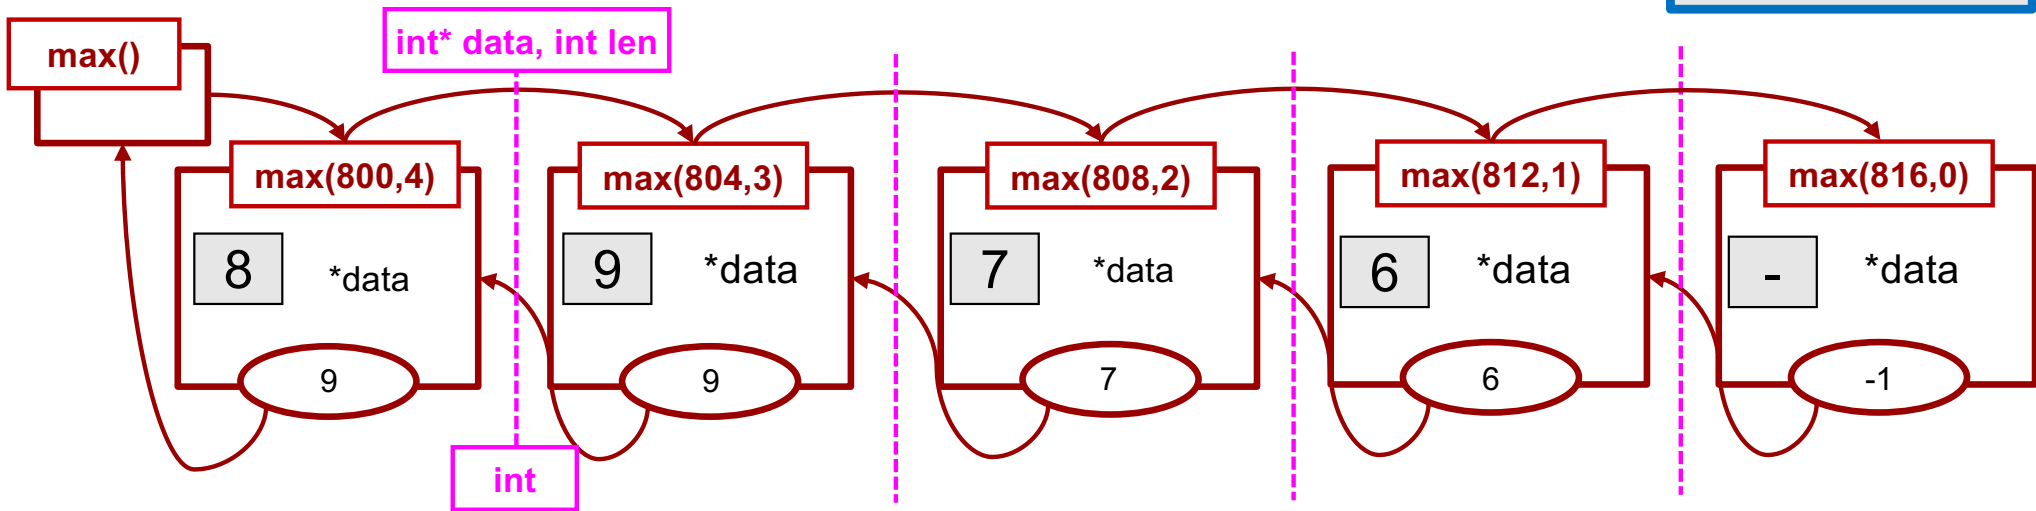 max()
int* data, int len
max(800,4)
max(804,3)
max(808,2)
max(812,1)
max(816,0)
8
*data
9
*data
7
*data
6
*data
-
*data
9
9
7
6
-1
int